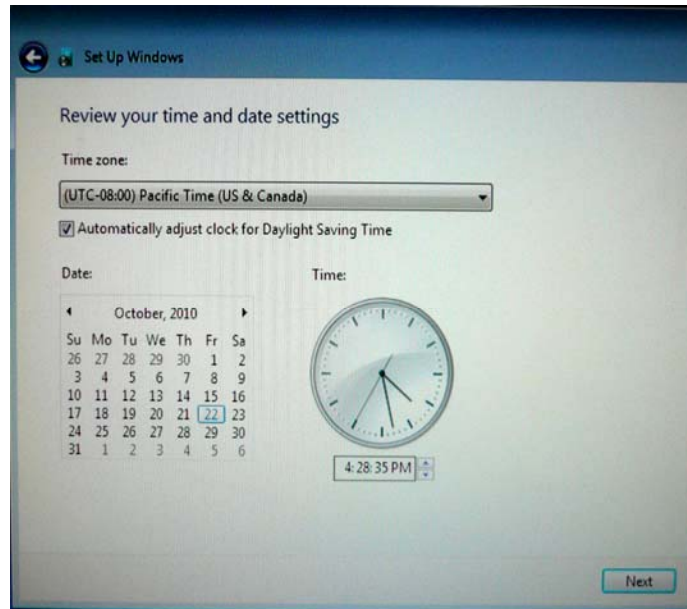 Set Up Windows
Review your time and date settings
Time zone:
(UTC-08:00) Pacific Time (US & Canada)
Automatically adjust clock for Daylight Saving Time
Date:
Time:
October, 2010
Su Mo Tu We Th Fr Sa
26 27 28 29 30 1 2
3 4 5 6 7 8 9
10 11 12 13 14 15 16
17 18 19 20 21 22 23
24 25 26 27 28 29 30
31 1 2 3 4 5 6
4:28:35 PM
Next